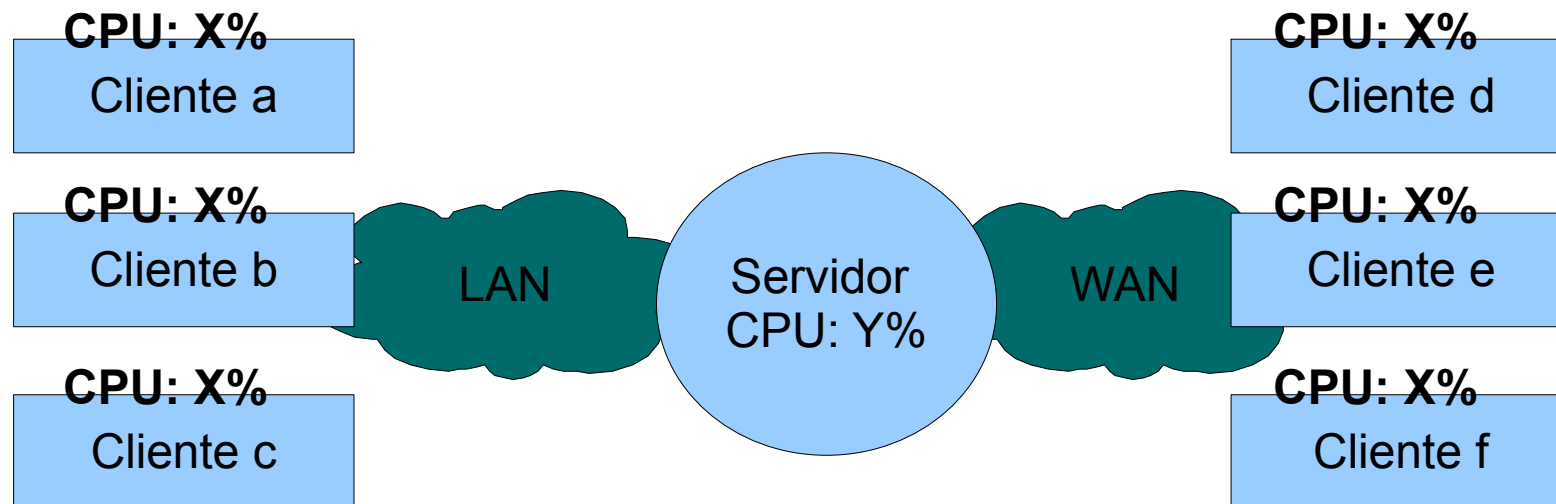 CPU: X%
Cliente a
CPU: X%
Cliente b
CPU: X%
Cliente c
LAN
Servidor
CPU: Y%
WAN
CPU: X%
Cliente d
CPU: X%
Cliente e
CPU: X%
Cliente f